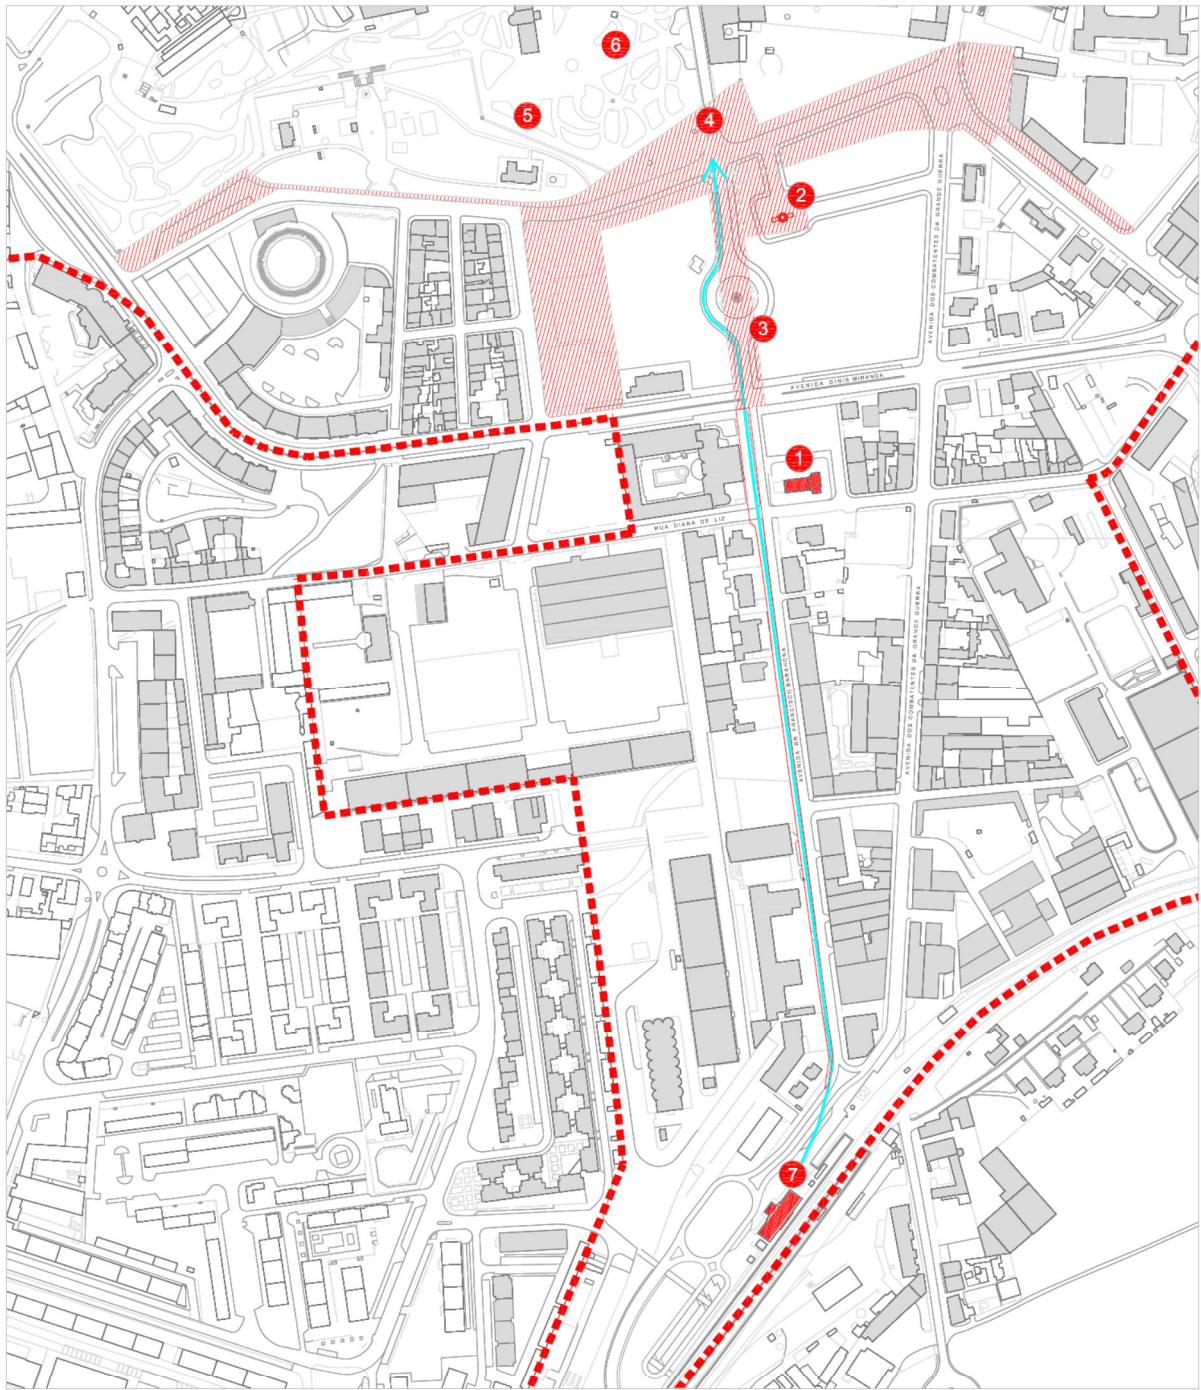 6
5
4
2
AVENIDA DOS COMBATENTES DA GRANDE GUERRA
3
AVENIDA DINIS MIRANDA
1
RUA DIANA DE LIZ
AVENIDA DR FRANCISCO BARAHONA
AVENIDA DOS COMBATENTES DA GRANDE GUERRA
7